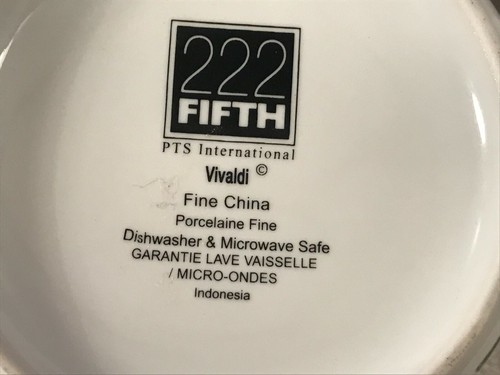 222
FIFTH
PTS International
Vivaldi ©
Fine China
Porcelaine Fine
Dishwasher & Microwave Safe
GARANTIE LAVE VAISSELLE
/ MICRO-ONDES
Indonesia